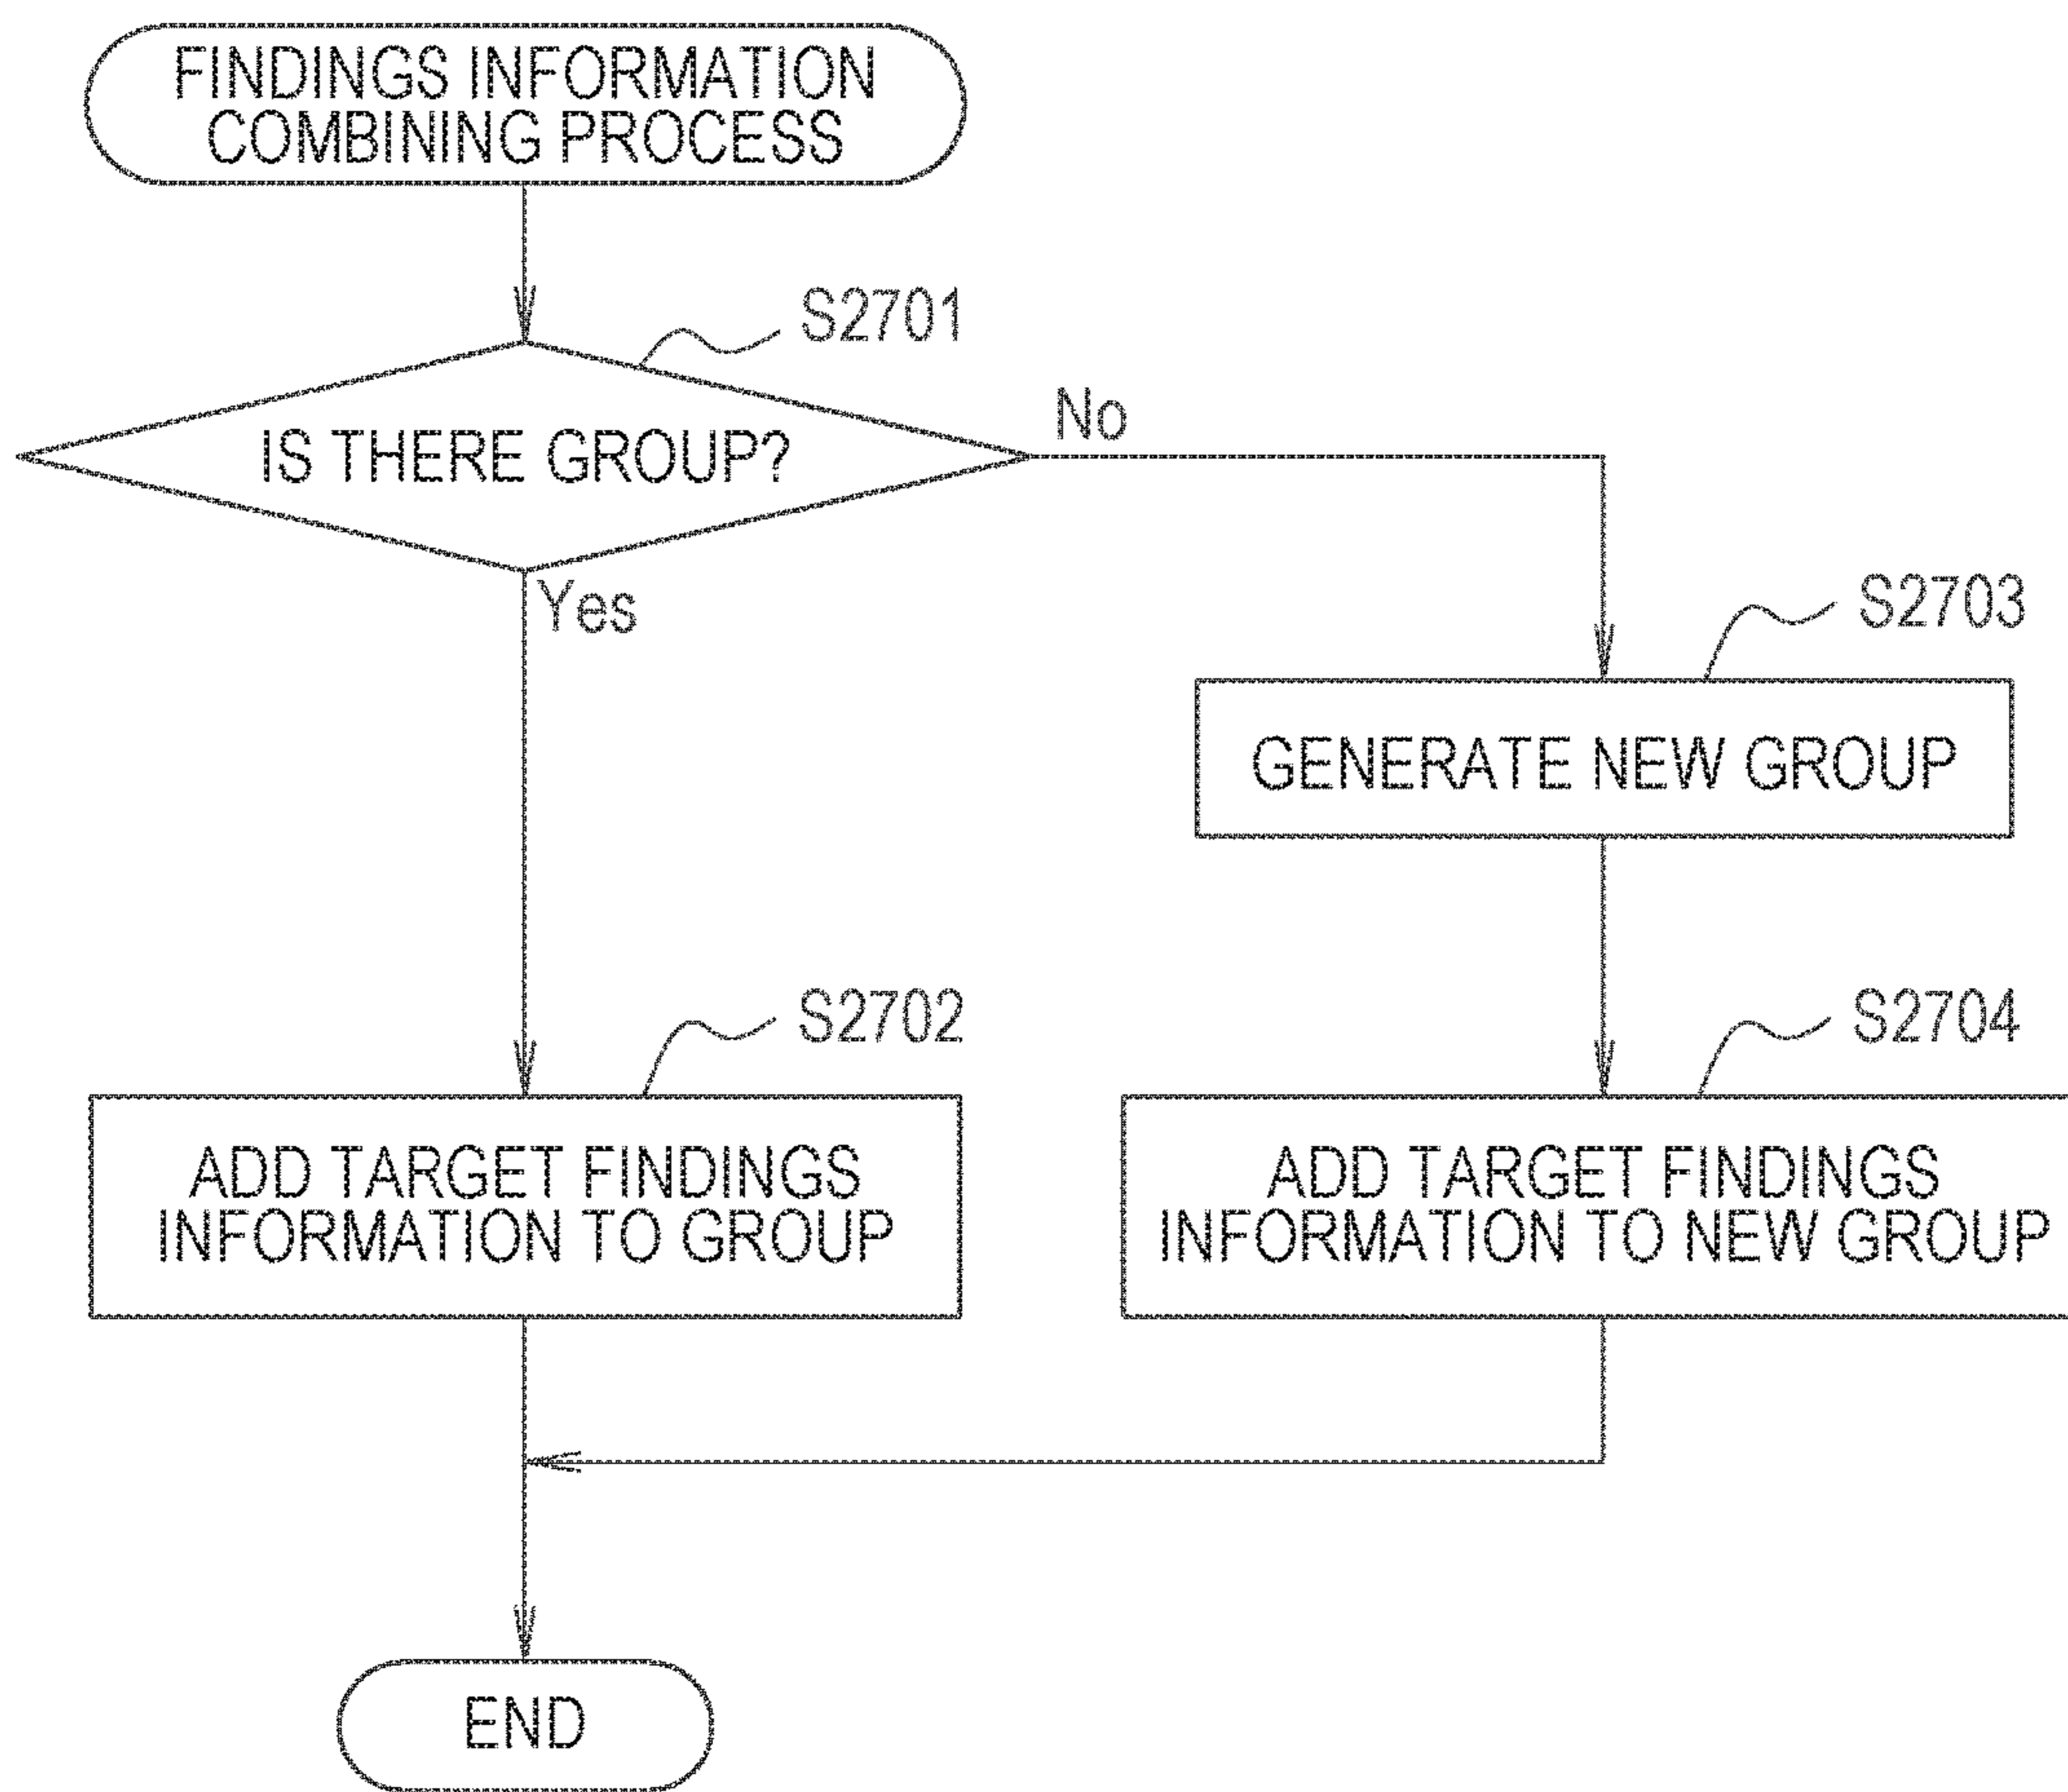 FINDINGS INFORMATION
COMBINING PROCESS
S2701
IS THERE GROUP?
No
Yes
S2703
GENERATE NEW GROUP
S2702
ADD TARGET FINDINGS
INFORMATION TO GROUP
S2704
ADD TARGET FINDINGS
INFORMATION TO NEW GROUP
END